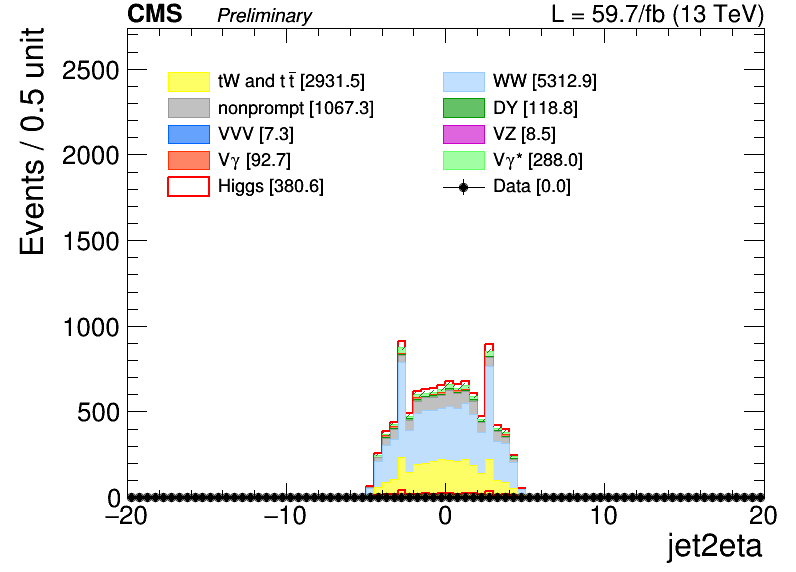 CMS Preliminary L = 59.7/fb (13 TeV)
Events / 0.5 unit
2500
2000
1500
1000
500
0
tW and t t̅ [2931.5] WW [5312.9]
nonprompt [1067.3] DY [118.8]
VVV [7.3] VZ [8.5]
Vγ [92.7] Vγ* [288.0]
Higgs [380.6] Data [0.0]
−20 −10 0 10 20
jet2eta